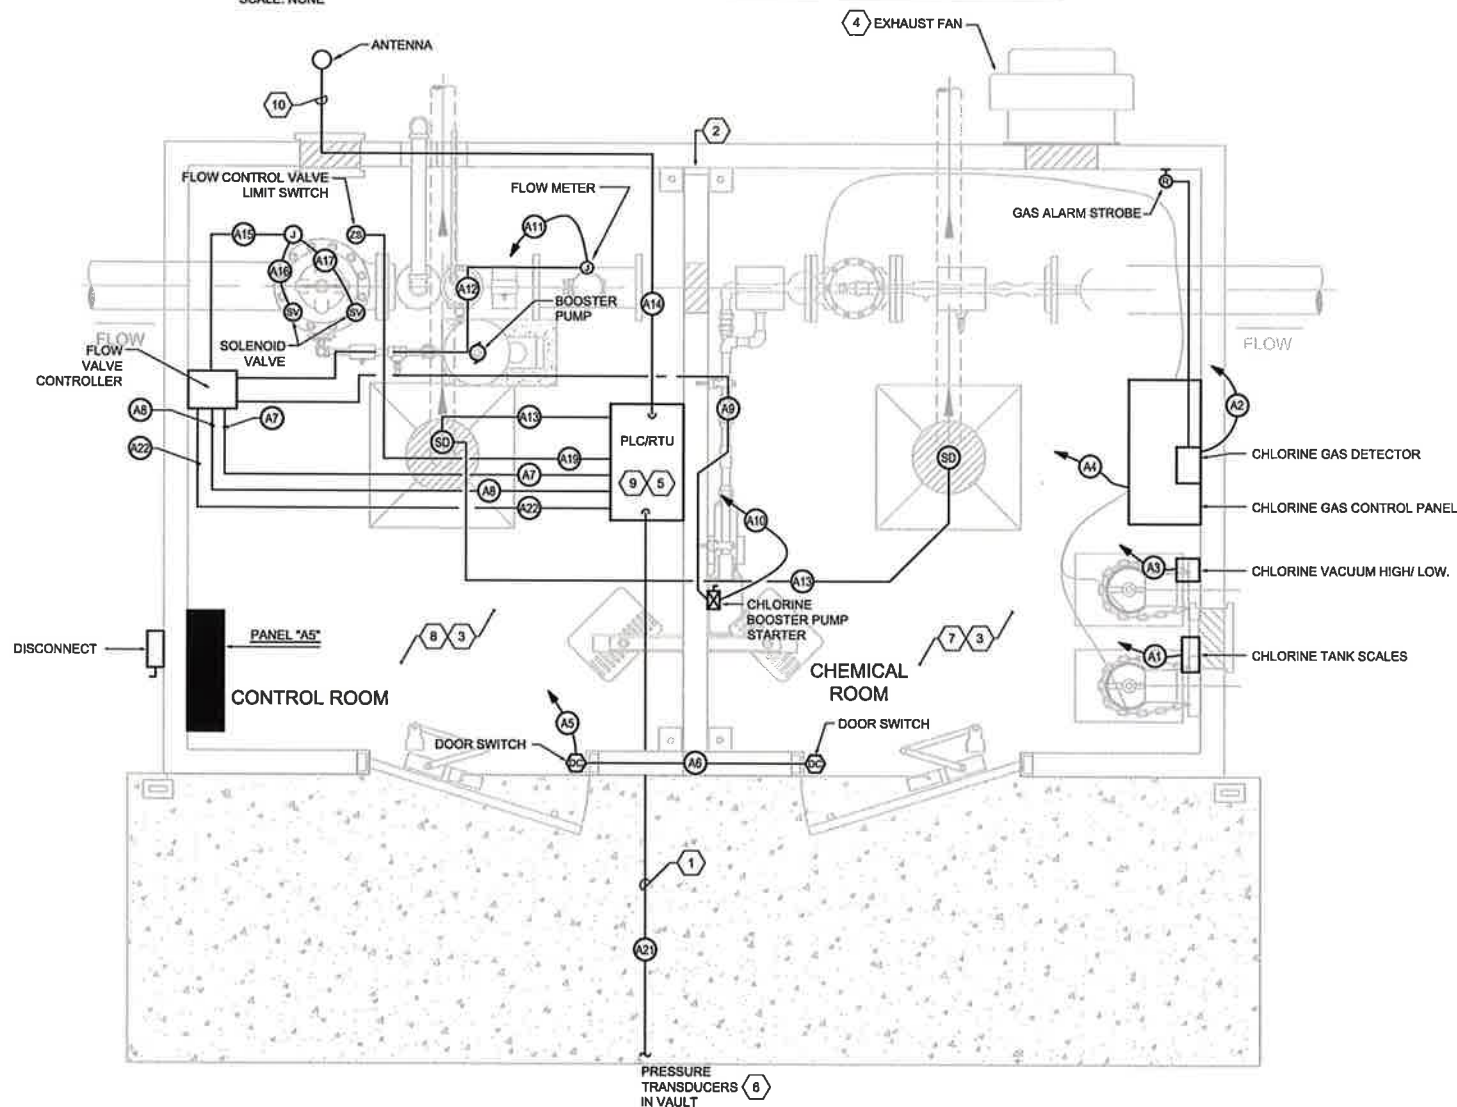 SCALE: NONE
4 EXHAUST FAN
ANTENNA
10
2
FLOW CONTROL VALVE
LIMIT SWITCH
FLOW METER
R
GAS ALARM STROBE
A15
J
ZS
A11
A16
A17
J
A12
A14
SV
SV
BOOSTER
PUMP
SOLENOID
VALVE
FLOW
FLOW
FLOW
VALVE
CONTROLLER
A8
A7
A22
A13
SD
A19
A7
A8
A22
PLC/RTU
9
5
A9
A10
SD
A2
A4
CHLORINE GAS DETECTOR
CHLORINE GAS CONTROL PANEL
A3
CHLORINE VACUUM HIGH/ LOW.
A13
CHLORINE
BOOSTER PUMP
STARTER
DISCONNECT
PANEL "A5"
8
3
7
3
A1
CHLORINE TANK SCALES
CONTROL ROOM
CHEMICAL
ROOM
A5
DOOR SWITCH
DOOR SWITCH
DC
A6
DC
1
A21
PRESSURE
TRANSDUCERS 6
IN VAULT